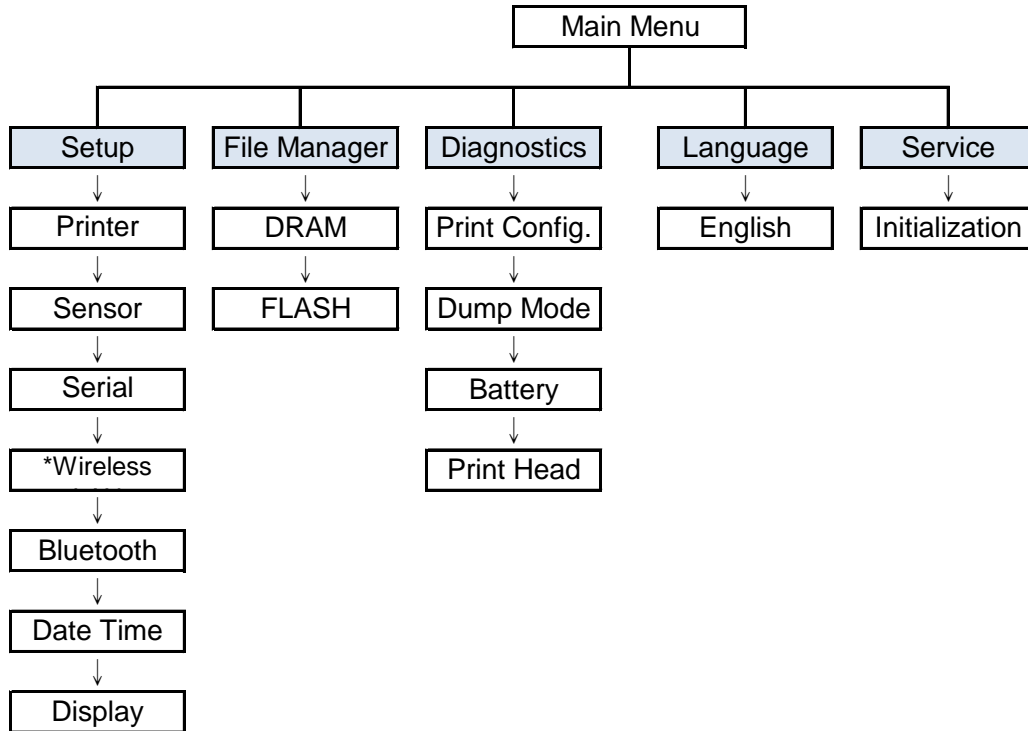 Main Menu
Setup
File Manager
Diagnostics
Language
Service
Printer
DRAM
Print Config.
English
Initialization
Sensor
FLASH
Dump Mode
Serial
Battery
*Wireless
Print Head
Bluetooth
Date Time
Display